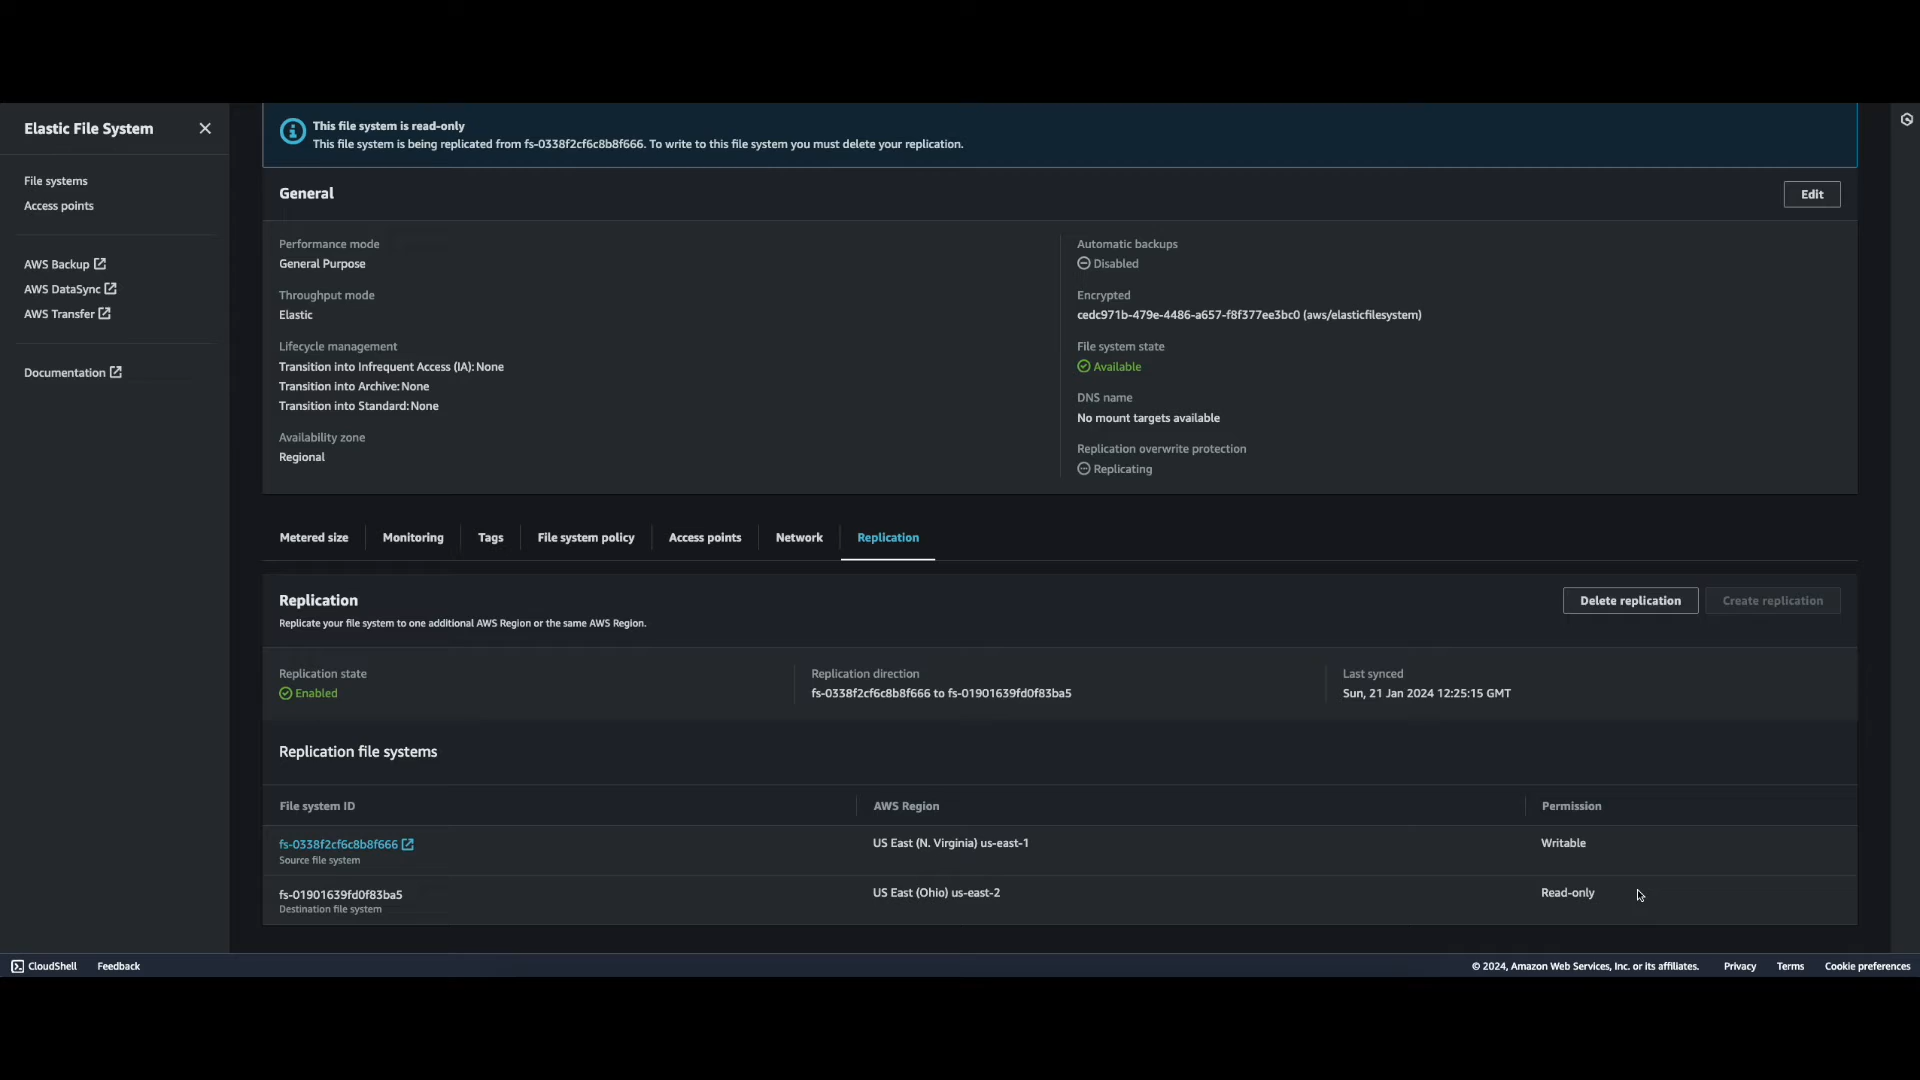 Elastic File System
File systems
Access points
AWS Backup
AWS DataSync
AWS Transfer
Documentation
This file system is read-only
This file system is being replicated from fs-0338f2cf6c8b8f666. To write to this file system you must delete your replication.
General
Edit
Performance mode
General Purpose
Throughput mode
Elastic
Lifecycle management
Transition into Infrequent Access (IA): None
Transition into Archive: None
Transition into Standard: None
Availability zone
Regional
Automatic backups
Disabled
Encrypted
cedc971b-479e-4486-a657-f8f377ee3bc0 (aws/elasticfilesystem)
File system state
Available
DNS name
No mount targets available
Replication overwrite protection
Replicating
Metered size
Monitoring
Tags
File system policy
Access points
Network
Replication
Replication
Replicate your file system to one additional AWS Region or the same AWS Region.
Delete replication
Create replication
Replication state
Enabled
Replication direction
fs-0338f2cf6c8b8f666 to fs-01901639fd0f83ba5
Last synced
Sun, 21 Jan 2024 12:25:15 GMT
Replication file systems
File system ID
AWS Region
Permission
fs-0338f2cf6c8b8f666
Source file system
US East (N. Virginia) us-east-1
Writable
fs-01901639fd0f83ba5
Destination file system
US East (Ohio) us-east-2
Read-only
CloudShell
Feedback
© 2024, Amazon Web Services, Inc. or its affiliates.
Privacy
Terms
Cookie preferences